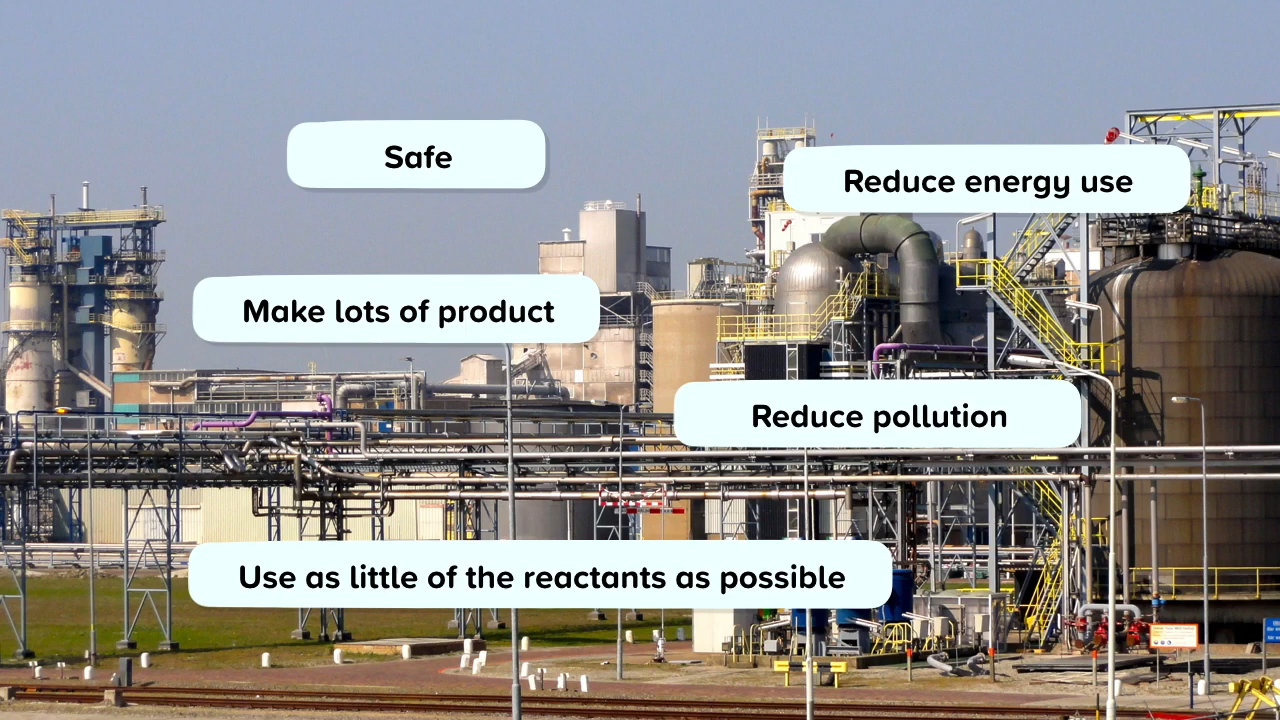 Safe
Reduce energy use
Make lots of product
Reduce pollution
Use as little of the reactants as possible